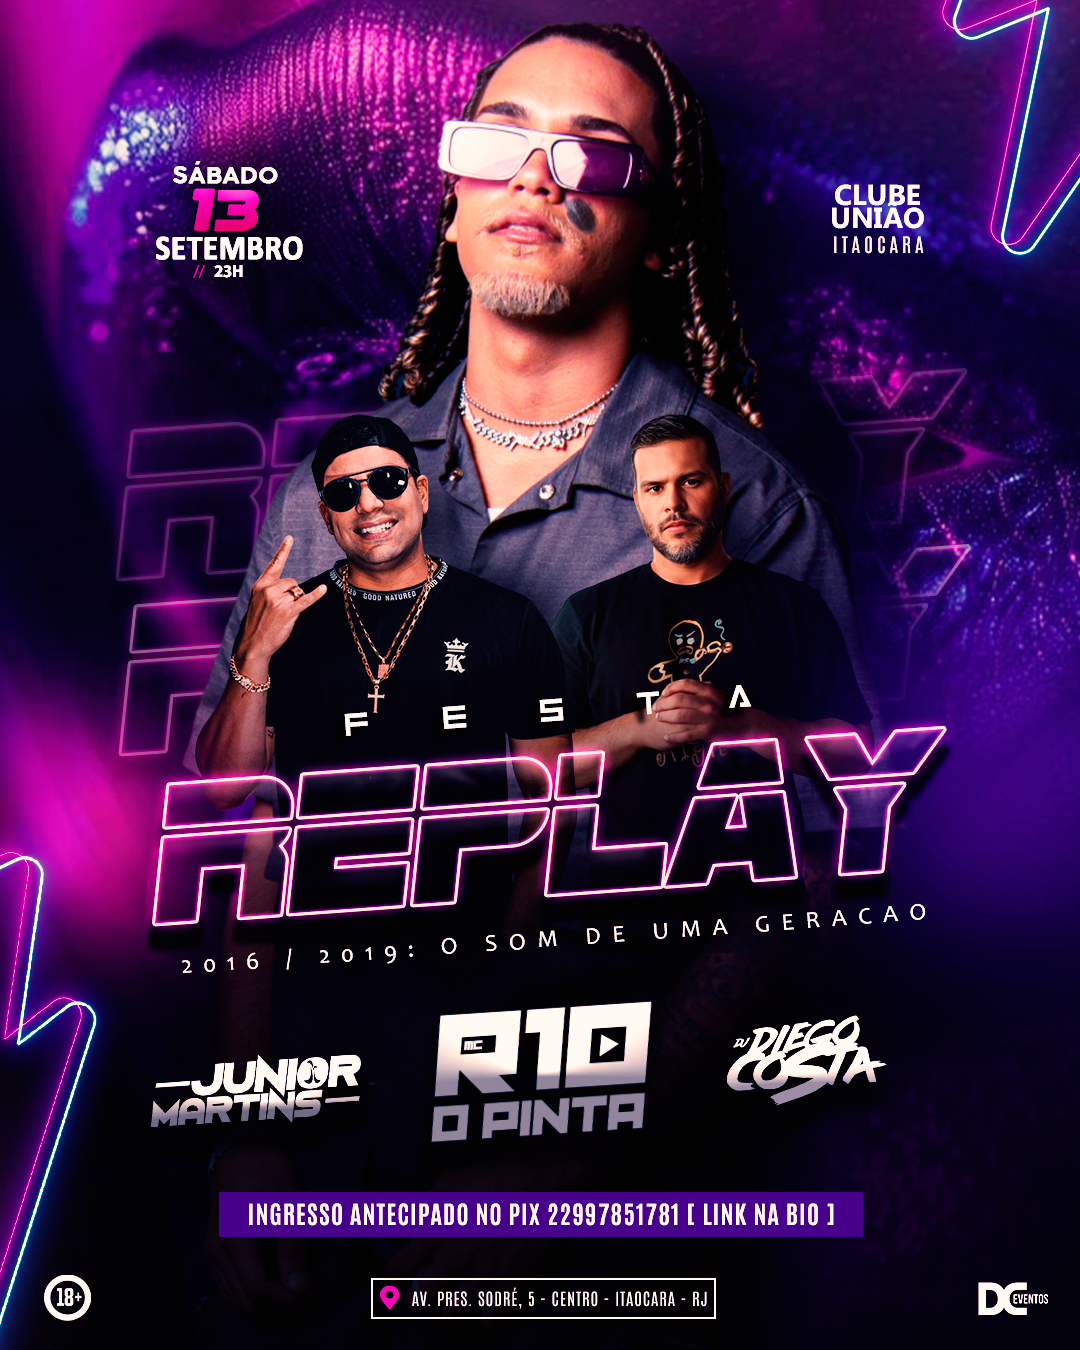 SÁBADO
13
SETEMBRO
// 23H
CLUBE
UNIÃO
ITAOCARA
GOOD NATURED
K
FESTA
REPLAY
2016 / 2019: O SOM DE UMA GERACAO
JUNIOR
MARTINS
MC R10
O PINTA
DJ DIEGO
COSTA
INGRESSO ANTECIPADO NO PIX 22997851781 [ LINK NA BIO ]
18+
AV. PRES. SODRÉ, 5 - CENTRO - ITAOCARA - RJ
DC EVENTOS